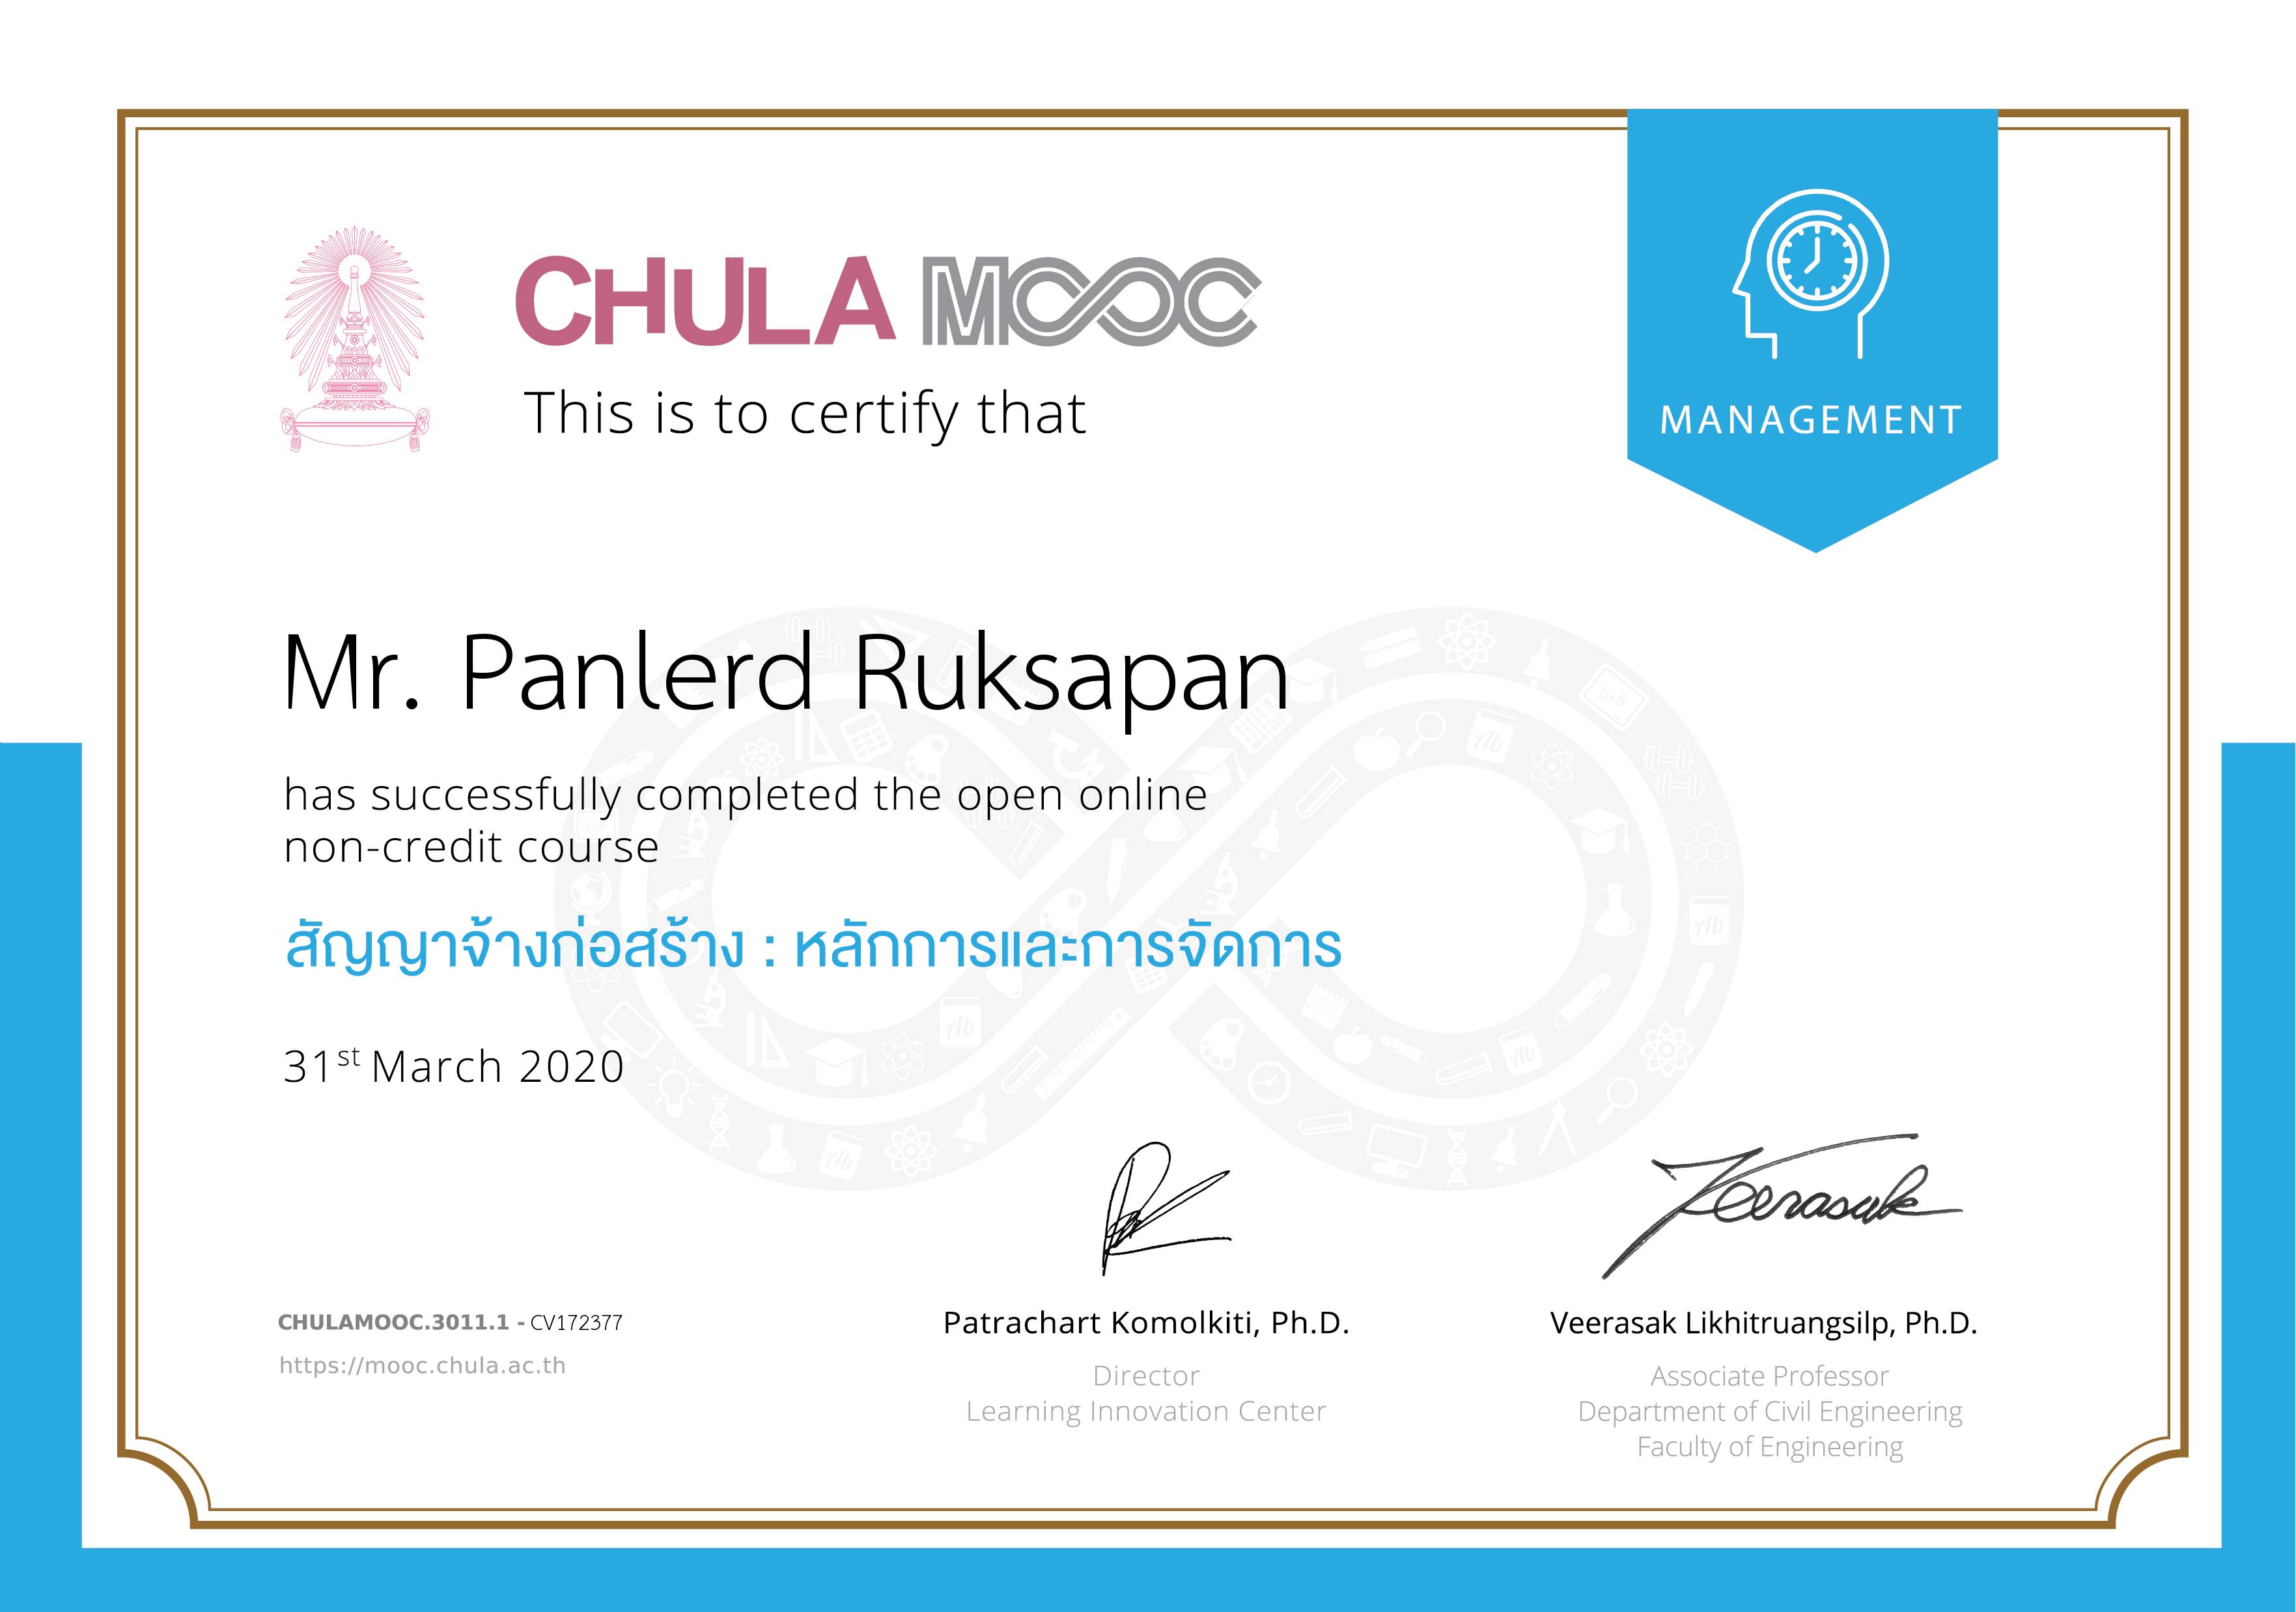 CHULA MOOC
This is to certify that
MANAGEMENT
Mr. Panlerd Ruksapan
has successfully completed the open online
non-credit course
สัญญาจ้างก่อสร้าง : หลักการและการจัดการ
31st March 2020
Veerasak
CHULAMOOC.3011.1 - CV172377
https://mooc.chula.ac.th
Patrachart Komolkiti, Ph.D.
Director
Learning Innovation Center
Veerasak Likhitruangsilp, Ph.D.
Associate Professor
Department of Civil Engineering
Faculty of Engineering